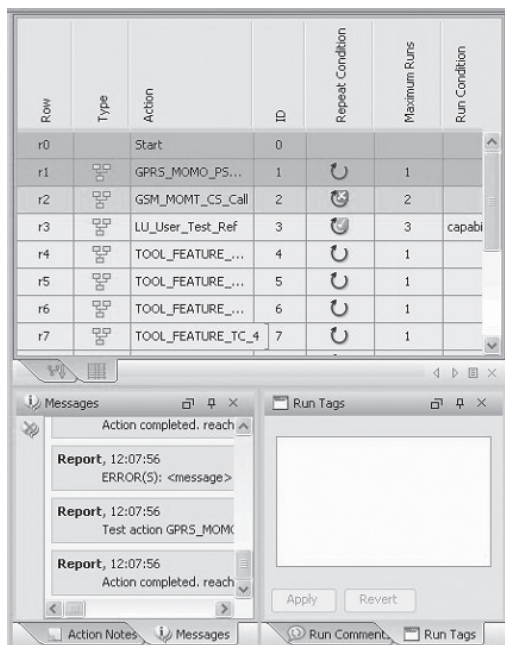 Row Type Action ID Repeat Condition Maximum Runs Run Condition
r0 Start 0
r1 GPRS_MOMO_PS... 1 1
r2 GSM_MOMT_CS_Call 2 2
r3 LU_User_Test_Ref 3 3 capabi
r4 TOOL_FEATURE_... 4 1
r5 TOOL_FEATURE_... 5 1
r6 TOOL_FEATURE_... 6 1
r7 TOOL_FEATURE_TC_4 7 1
Messages
Action completed. reach
Report, 12:07:56
ERROR(S): <message>
Report, 12:07:56
Test action GPRS_MOMO
Report, 12:07:56
Action completed. reach
Action Notes Messages
Run Tags
Apply Revert
Run Comment. Run Tags